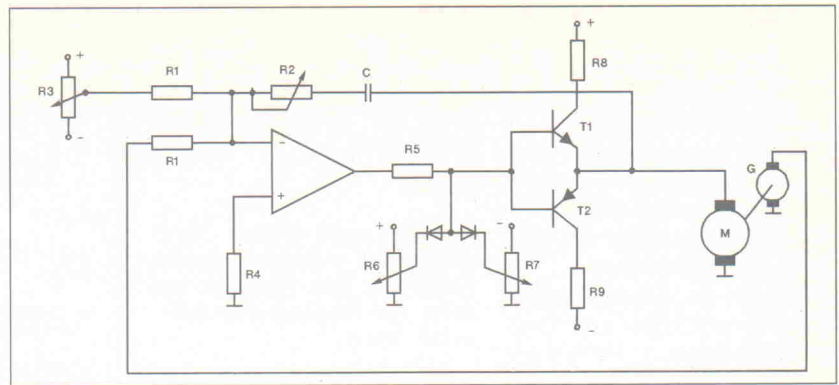 +
+
R8
R3
R1
R2
C
-
T1
R1
-
R5
G
+
T2
+
-
M
R4
R6
R7
R9
-